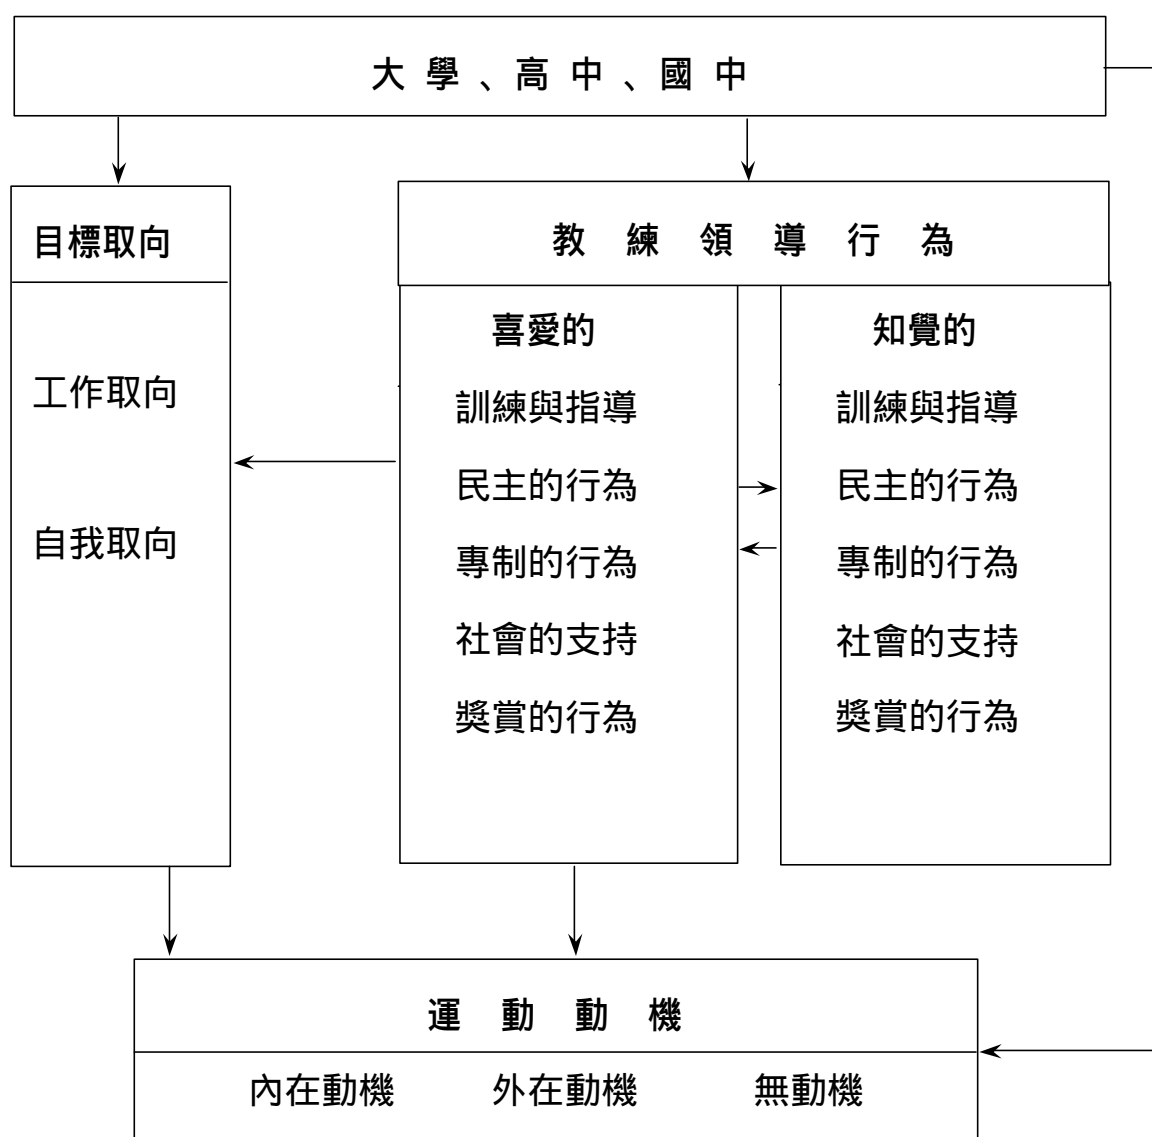 大學、高中、國中
目標取向
工作取向
自我取向
教練領導行為
喜愛的
訓練與指導
民主的行為
專制的行為
社會的支持
獎賞的行為
知覺的
訓練與指導
民主的行為
專制的行為
社會的支持
獎賞的行為
運動動機
內在動機 外在動機 無動機